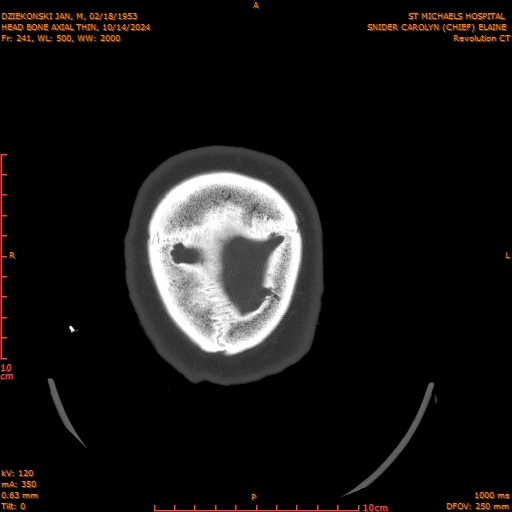 A
DZIEKONSKI JAN, M, 02/18/1953
HEAD BONE AXIAL THIN, 10/14/2024
Fr: 241, WL: 500, WW: 2000
ST MICHAELS HOSPITAL
SNIDER CAROLYN (CHIEF) ELAINE
Revolution CT
R
L
10
cm
kV: 120
mA: 350
0.63 mm
Tilt: 0
P
10cm
1000 ms
DFOV: 250 mm